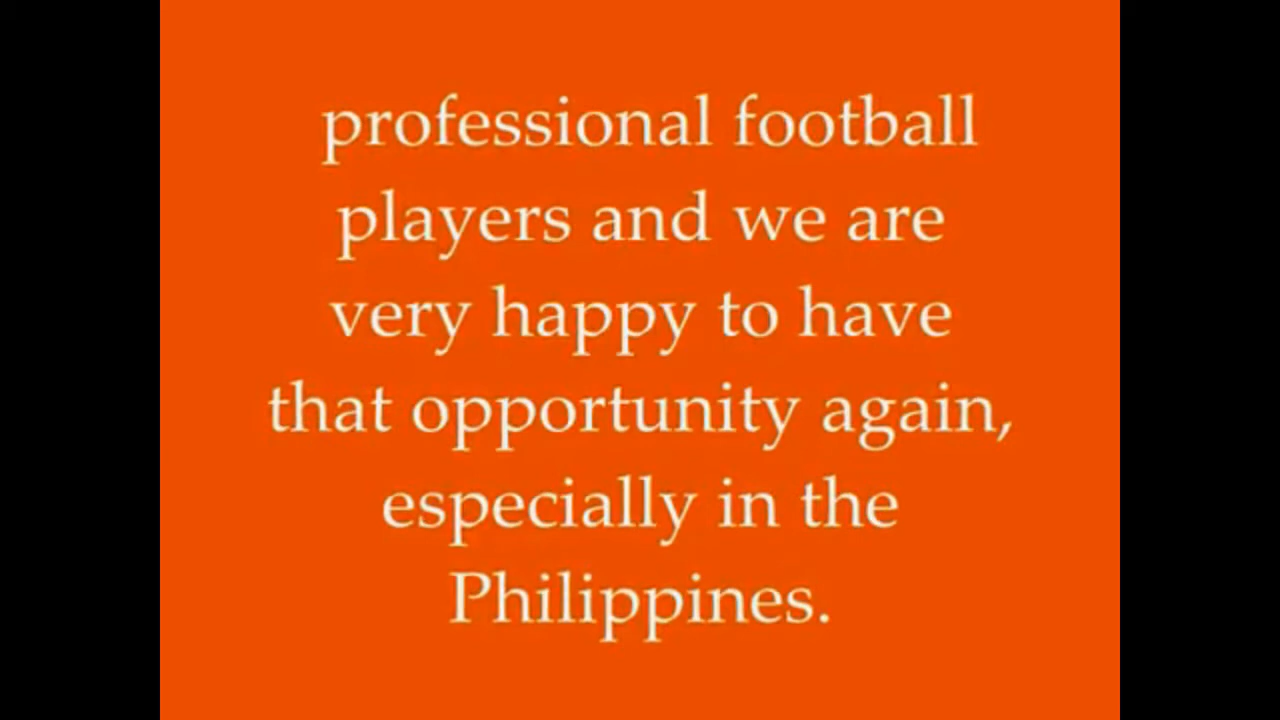 professional football
players and we are
very happy to have
that opportunity again,
especially in the
Philippines.